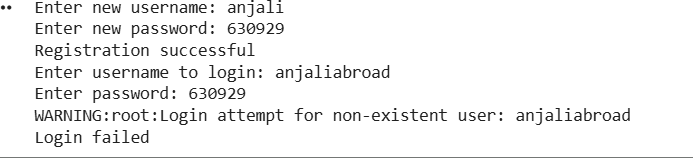 Enter new username: anjali
Enter new password: 630929
Registration successful
Enter username to login: anjaliabroad
Enter password: 630929
WARNING:root:Login attempt for non-existent user: anjaliabroad
Login failed